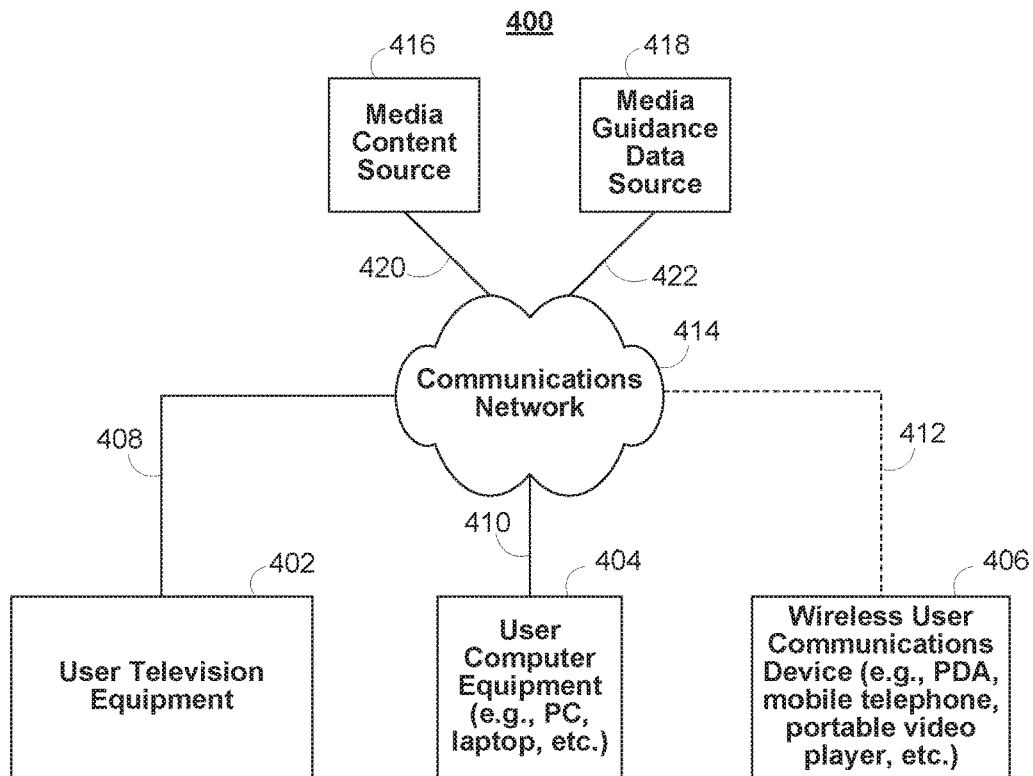 400
416
418
Media
Content
Source
Media
Guidance
Data
Source
420
422
414
Communications
Network
408
412
410
402
404
406
User Television
Equipment
User
Computer
Equipment
(e.g., PC,
laptop, etc.)
Wireless User
Communications
Device (e.g., PDA,
mobile telephone,
portable video
player, etc.)